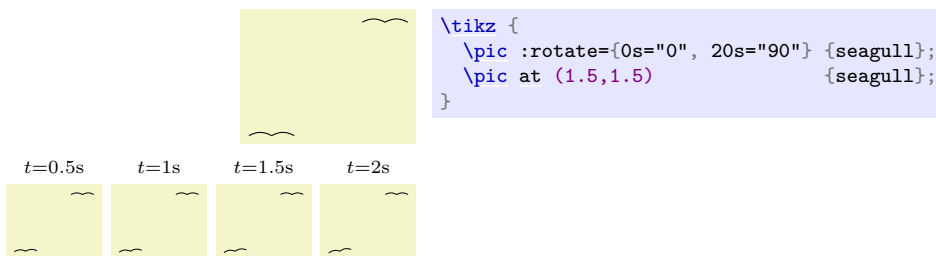 \tikz {
  \pic :rotate={0s="0", 20s="90"} {seagull};
  \pic at (1.5,1.5)                {seagull};
}
t=0.5s t=1s t=1.5s t=2s